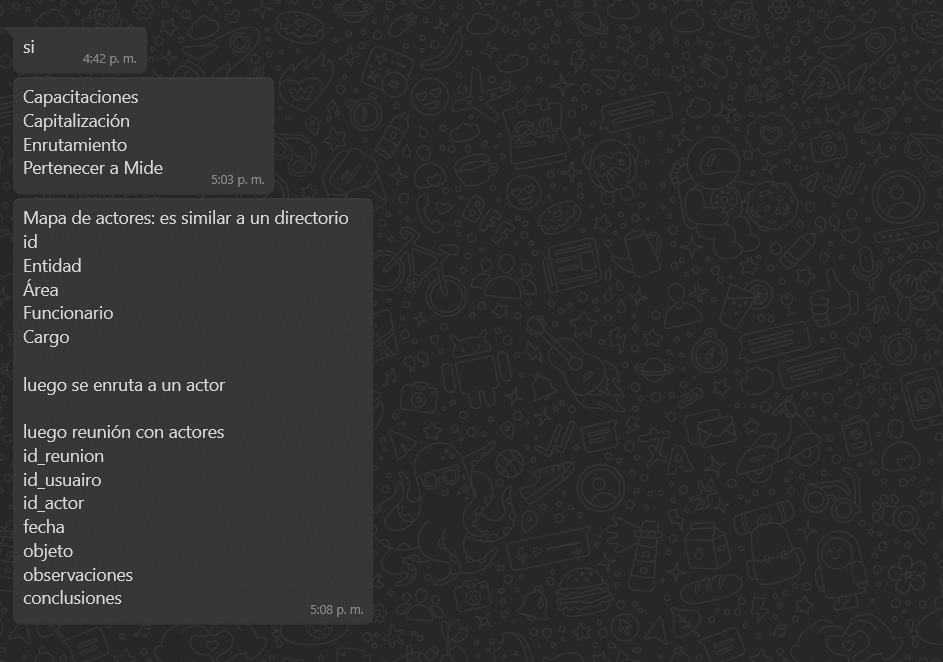 si
4:42 p. m.
Capacitaciones
Capitalización
Enrutamiento
Pertenecer a Mide
5:03 p. m.
Mapa de actores: es similar a un directorio
id
Entidad
Área
Funcionario
Cargo
luego se enruta a un actor
luego reunión con actores
id_reunion
id_usuairo
id_actor
fecha
objeto
observaciones
conclusiones
5:08 p. m.